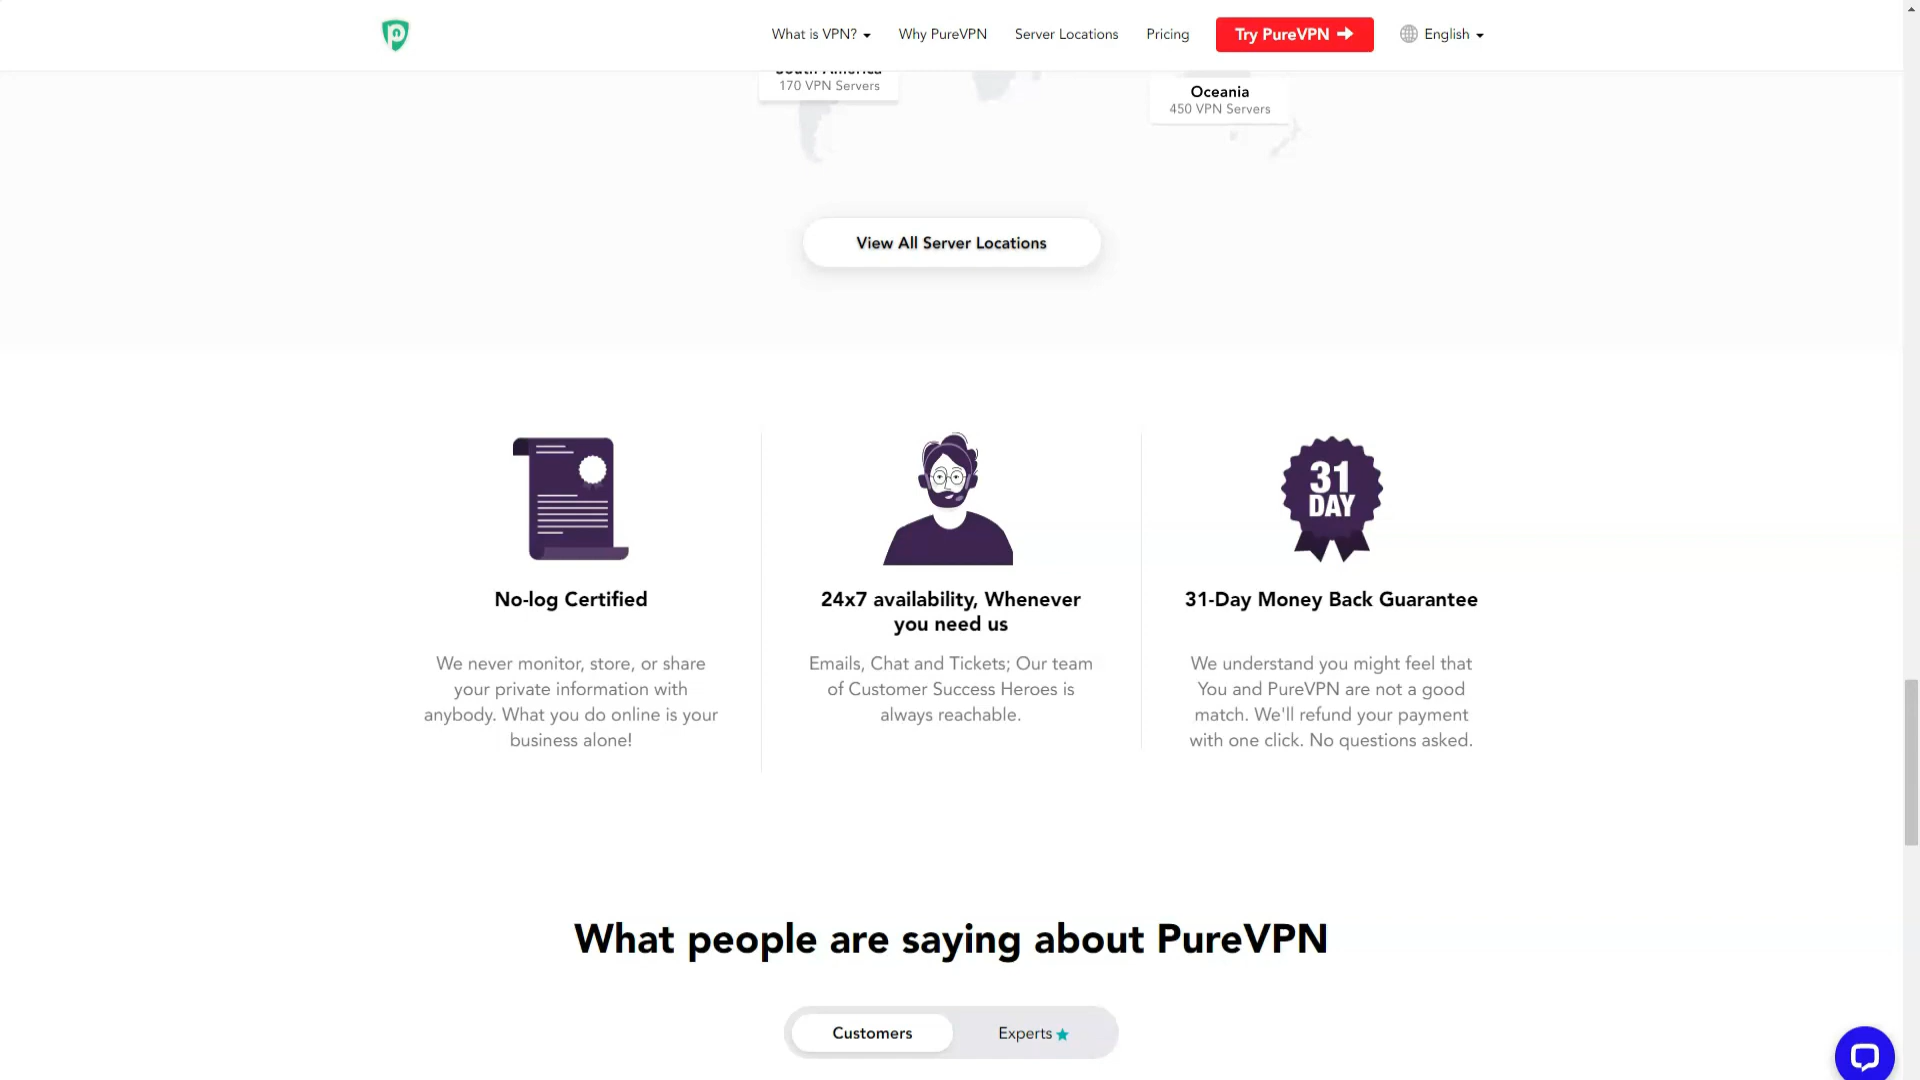 What is VPN?
Why PureVPN
Server Locations
Pricing
Try PureVPN
English
South America
170 VPN Servers
Oceania
450 VPN Servers
View All Server Locations
31
DAY
No-log Certified
We never monitor, store, or share
your private information with
anybody. What you do online is your
business alone!
24x7 availability, Whenever
you need us
Emails, Chat and Tickets; Our team
of Customer Success Heroes is
always reachable.
31-Day Money Back Guarantee
We understand you might feel that
You and PureVPN are not a good
match. We'll refund your payment
with one click. No questions asked.
What people are saying about PureVPN
Customers
Experts